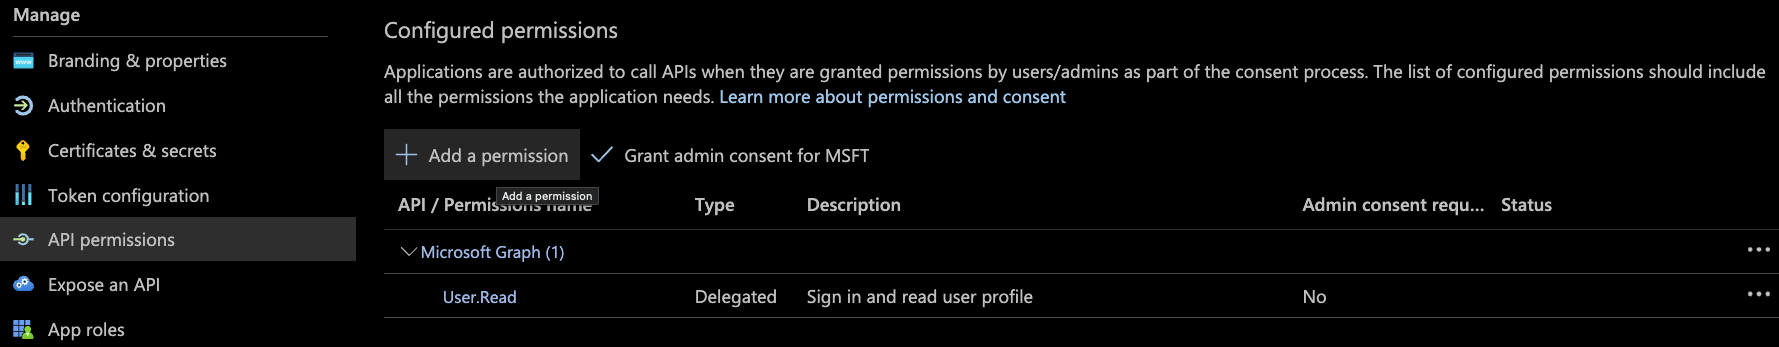 Manage
Branding & properties
Authentication
Certificates & secrets
Token configuration
API permissions
Expose an API
App roles
Configured permissions
Applications are authorized to call APIs when they are granted permissions by users/admins as part of the consent process. The list of configured permissions should include
all the permissions the application needs. Learn more about permissions and consent
Add a permission Grant admin consent for MSFT
Add a permission
API / Permissions name Type Description Admin consent requ... Status
Microsoft Graph (1)
User.Read Delegated Sign in and read user profile No